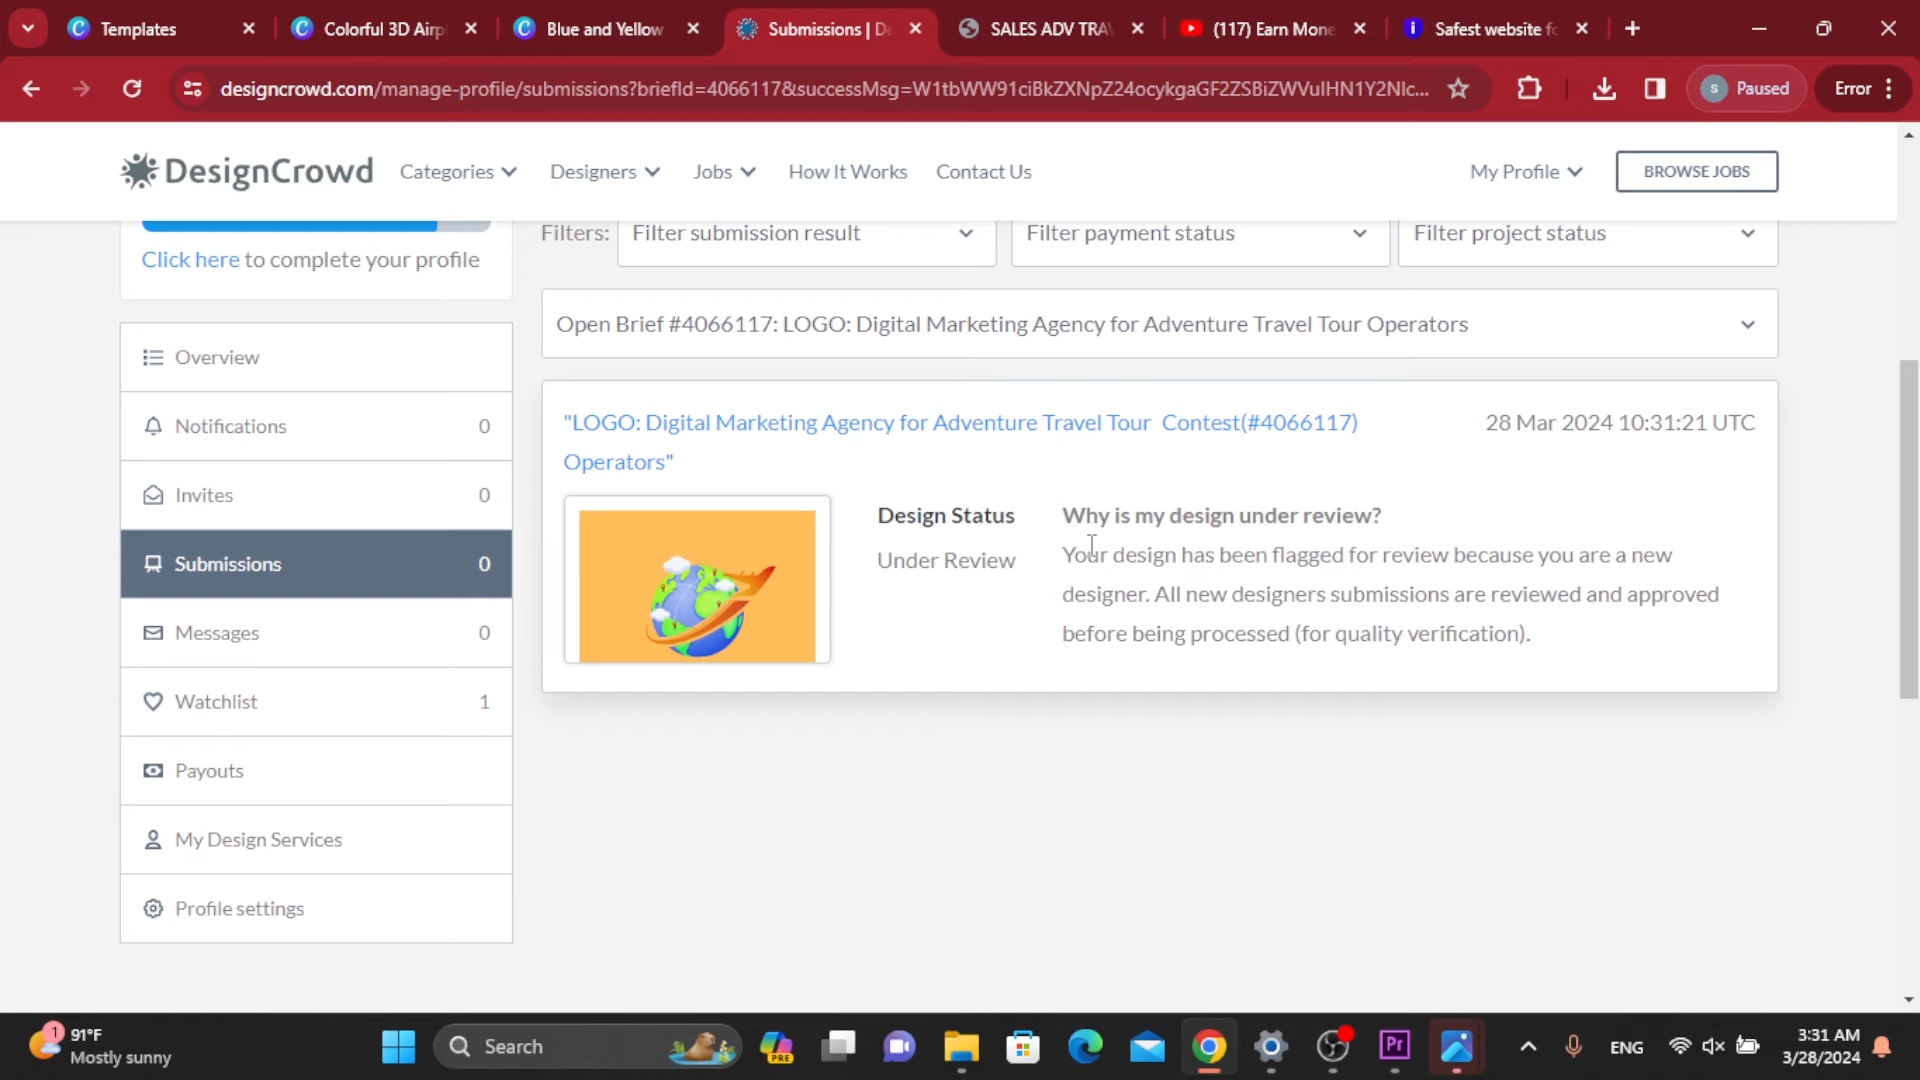 Templates
Colorful 3D Airp
Blue and Yellow
Submissions | De
SALES ADV TRA
(117) Earn Mone
Safest website fo
designcrowd.com/manage-profile/submissions?briefId=4066117&successMsg=W1tbWW91ciBkZXNpZ24ocykgaGF2ZSBiZWVuIHN1Y2Nlc...
S Paused
Error
DesignCrowd
Categories
Designers
Jobs
How It Works
Contact Us
My Profile
BROWSE JOBS
Click here to complete your profile
Filters:
Filter submission result
Filter payment status
Filter project status
Open Brief #4066117: LOGO: Digital Marketing Agency for Adventure Travel Tour Operators
Overview
Notifications 0
Invites 0
Submissions 0
Messages 0
Watchlist 1
Payouts
My Design Services
Profile settings
"LOGO: Digital Marketing Agency for Adventure Travel Tour Contest(#4066117)
Operators"
28 Mar 2024 10:31:21 UTC
Design Status
Under Review
Why is my design under review?
Your design has been flagged for review because you are a new
designer. All new designers submissions are reviewed and approved
before being processed (for quality verification).
1
91°F
Mostly sunny
Search
PRE
Pr
ENG
3:31 AM
3/28/2024